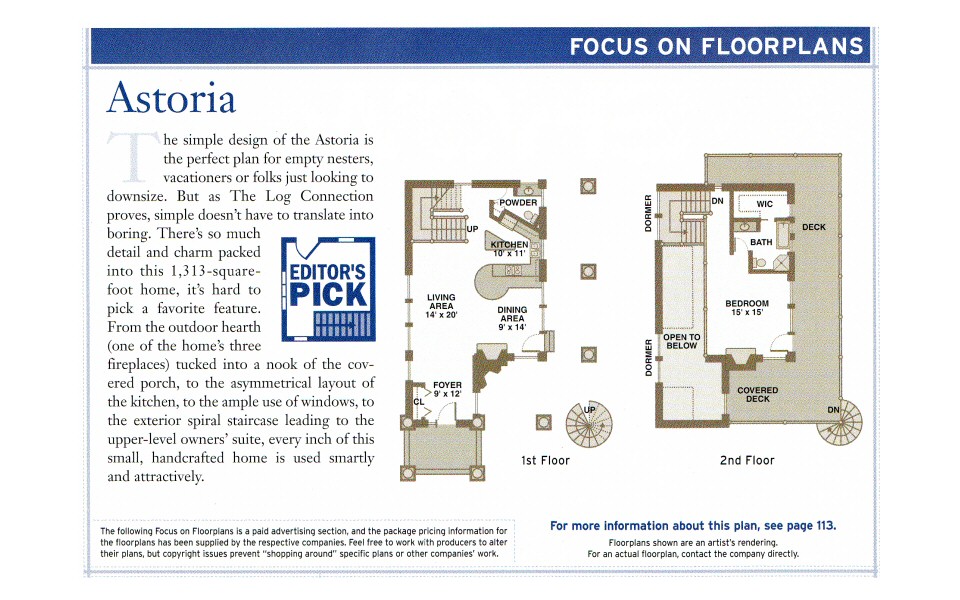 FOCUS ON FLOORPLANS
Astoria
The simple design of the Astoria is
the perfect plan for empty nesters,
vacationers or folks just looking to
downsize. But as The Log Connection
proves, simple doesn't have to translate into
boring. There's so much
detail and charm packed
into this 1,313-square-
foot home, it's hard to
pick a favorite feature.
From the outdoor hearth
(one of the home's three
fireplaces) tucked into a nook of the cov-
ered porch, to the asymmetrical layout of
the kitchen, to the ample use of windows, to
the exterior spiral staircase leading to the
upper-level owners' suite, every inch of this
small, handcrafted home is used smartly
and attractively.
EDITOR'S
PICK
POWDER
UP
KITCHEN
10' x 11'
LIVING
AREA
14' x 20'
DINING
AREA
9' x 14'
FOYER
9' x 12'
CL
UP
1st Floor
DORMER
DN
WIC
BATH
DECK
BEDROOM
15' x 15'
OPEN TO
BELOW
DORMER
COVERED
DECK
DN
2nd Floor
The following Focus on Floorplans is a paid advertising section, and the package pricing information for
the floorplans has been supplied by the respective companies. Feel free to work with producers to alter
their plans, but copyright issues prevent "shopping around" specific plans or other companies' work.
For more information about this plan, see page 113.
Floorplans shown are an artist's rendering.
For an actual floorplan, contact the company directly.